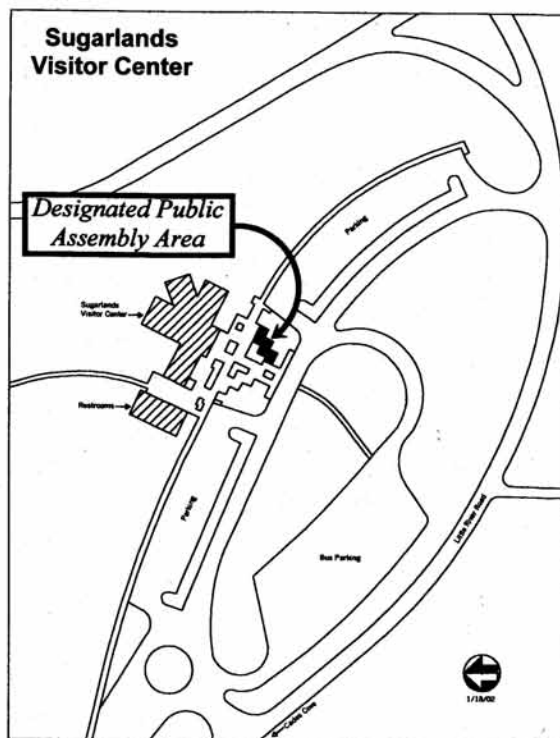 Sugarlands
Visitor Center
Designated Public
Assembly Area
Parking
Sugarlands
Visitor Center
Restrooms
Parking
Bus Parking
Little River Road
Cades Cove
1/18/02